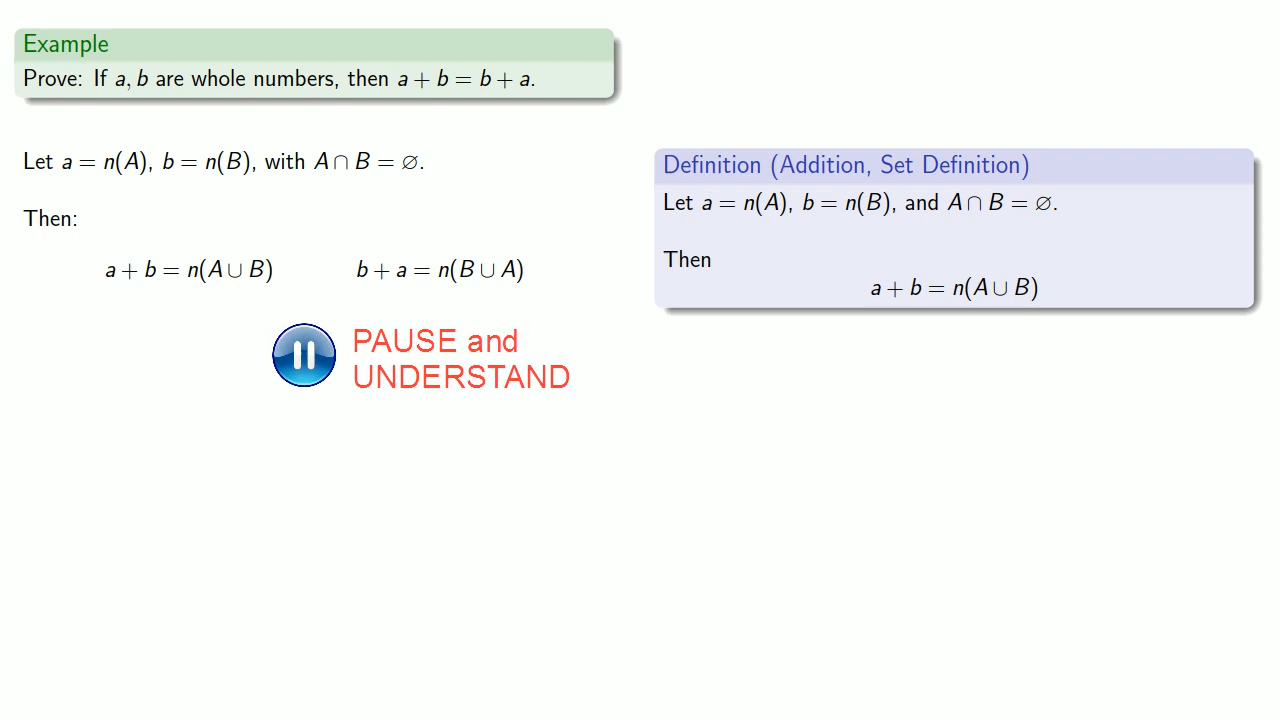 Example
Prove: If a, b are whole numbers, then a + b = b + a.
Let a = n(A), b = n(B), with A ∩ B = ∅.
Then:
a + b = n(A ∪ B) b + a = n(B ∪ A)
PAUSE and
UNDERSTAND
Definition (Addition, Set Definition)
Let a = n(A), b = n(B), and A ∩ B = ∅.
Then
a + b = n(A ∪ B)